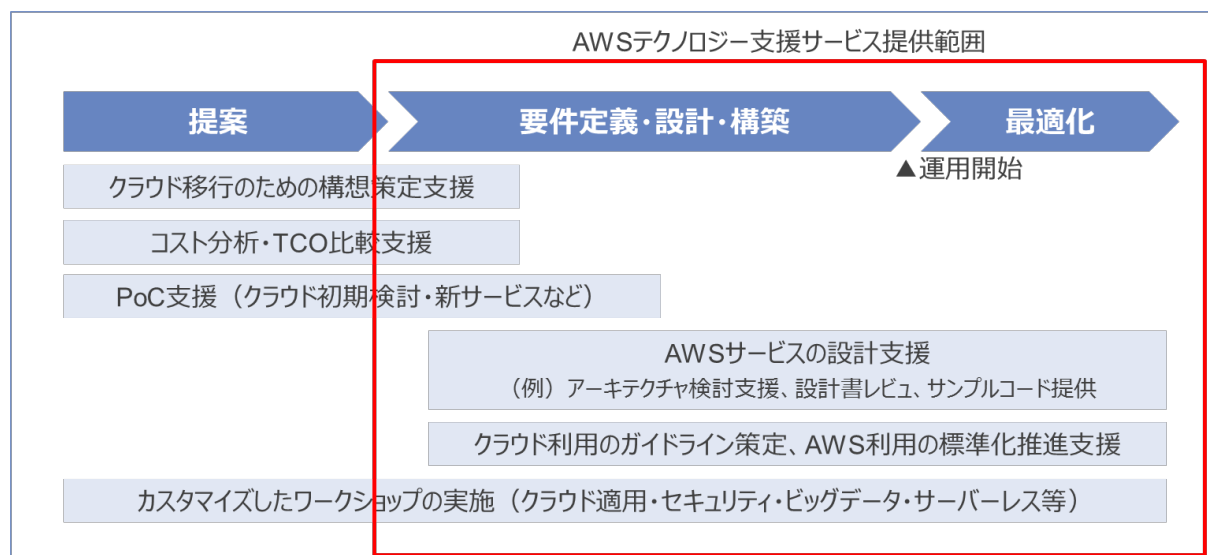 AWSテクノロジー支援サービス提供範囲
提案
要件定義・設計・構築
最適化
▲運用開始
クラウド移行のための構想策定支援
コスト分析・TCO比較支援
PoC支援（クラウド初期検討・新サービスなど）
AWSサービスの設計支援
（例）アーキテクチャ検討支援、設計書レビュ、サンプルコード提供
クラウド利用のガイドライン策定、AWS利用の標準化推進支援
カスタマイズしたワークショップの実施（クラウド適用・セキュリティ・ビッグデータ・サーバーレス等）